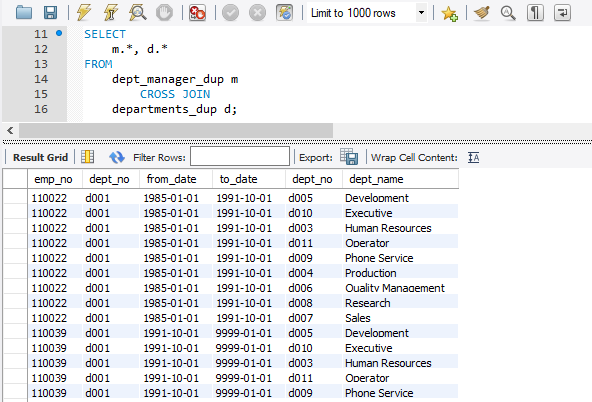 Limit to 1000 rows
11 SELECT
12 m.*, d.*
13 FROM
14 dept_manager_dup m
15 CROSS JOIN
16 departments_dup d;
Result Grid Filter Rows: Export: Wrap Cell Content:
emp_no dept_no from_date to_date dept_no dept_name
110022 d001 1985-01-01 1991-10-01 d005 Development
110022 d001 1985-01-01 1991-10-01 d010 Executive
110022 d001 1985-01-01 1991-10-01 d003 Human Resources
110022 d001 1985-01-01 1991-10-01 d011 Operator
110022 d001 1985-01-01 1991-10-01 d009 Phone Service
110022 d001 1985-01-01 1991-10-01 d004 Production
110022 d001 1985-01-01 1991-10-01 d006 Quality Management
110022 d001 1985-01-01 1991-10-01 d008 Research
110022 d001 1985-01-01 1991-10-01 d007 Sales
110039 d001 1991-10-01 9999-01-01 d005 Development
110039 d001 1991-10-01 9999-01-01 d010 Executive
110039 d001 1991-10-01 9999-01-01 d003 Human Resources
110039 d001 1991-10-01 9999-01-01 d011 Operator
110039 d001 1991-10-01 9999-01-01 d009 Phone Service